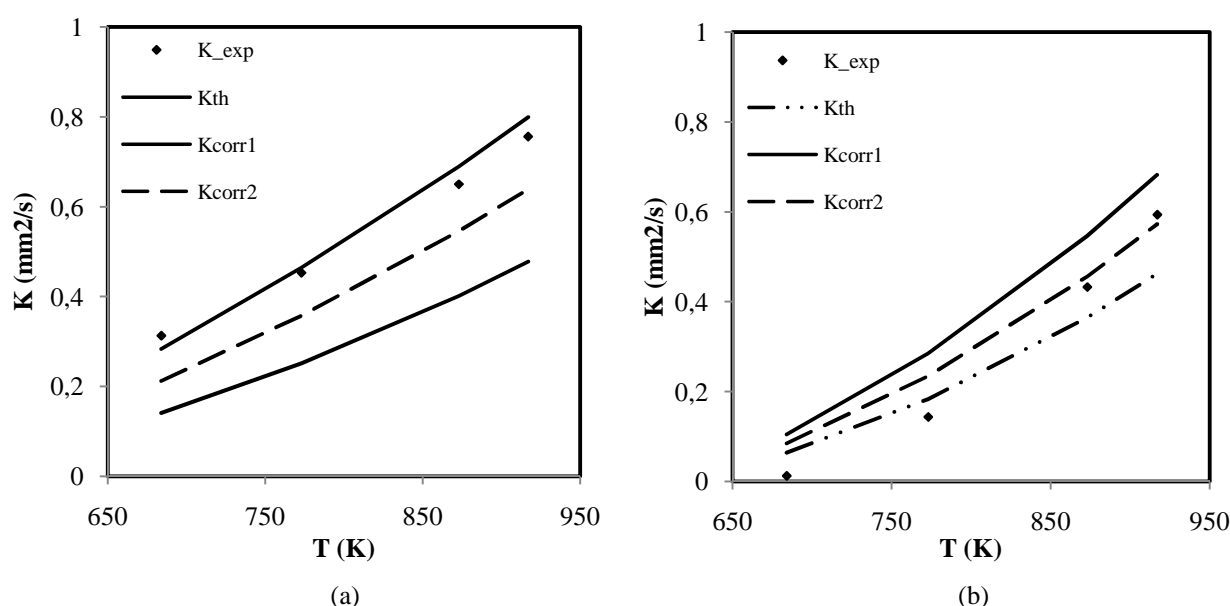 1
0,8
0,6
0,4
0,2
0
K (mm2/s)
K_exp
Kth
Kcorr1
Kcorr2
650
750
850
950
T (K)
(a)
1
0,8
0,6
0,4
0,2
0
K (mm2/s)
K_exp
Kth
Kcorr1
Kcorr2
650
750
850
950
T (K)
(b)